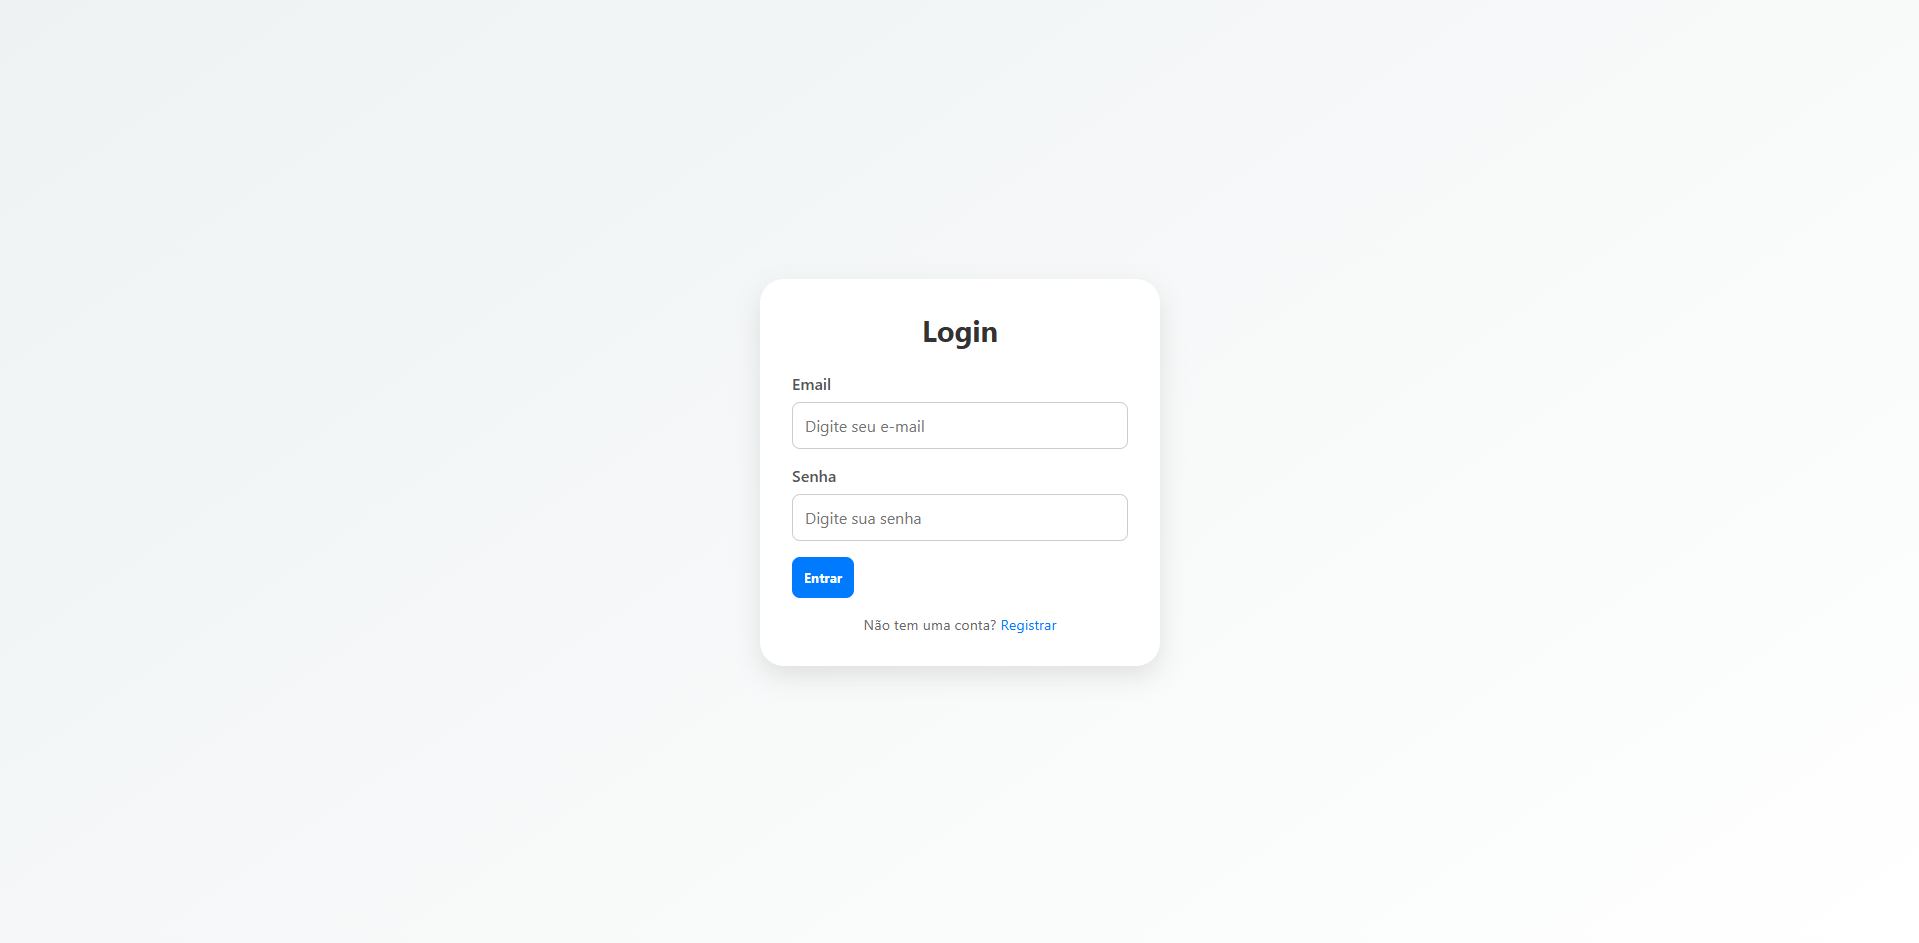 Login
Email
Digite seu e-mail
Senha
Digite sua senha
Entrar
Não tem uma conta? Registrar